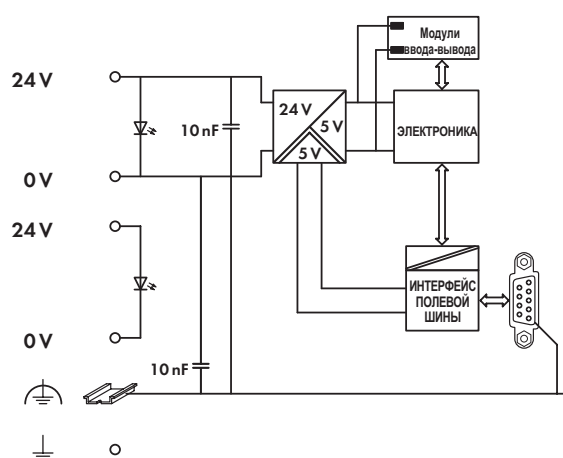 Модули
ввода-вывода
24 V
24 V
5 V
10 nF
ЭЛЕКТРОНИКА
5 V
0 V
24 V
ИНТЕРФЕЙС
ПОЛЕВОЙ
ШИНЫ
0 V
10 nF